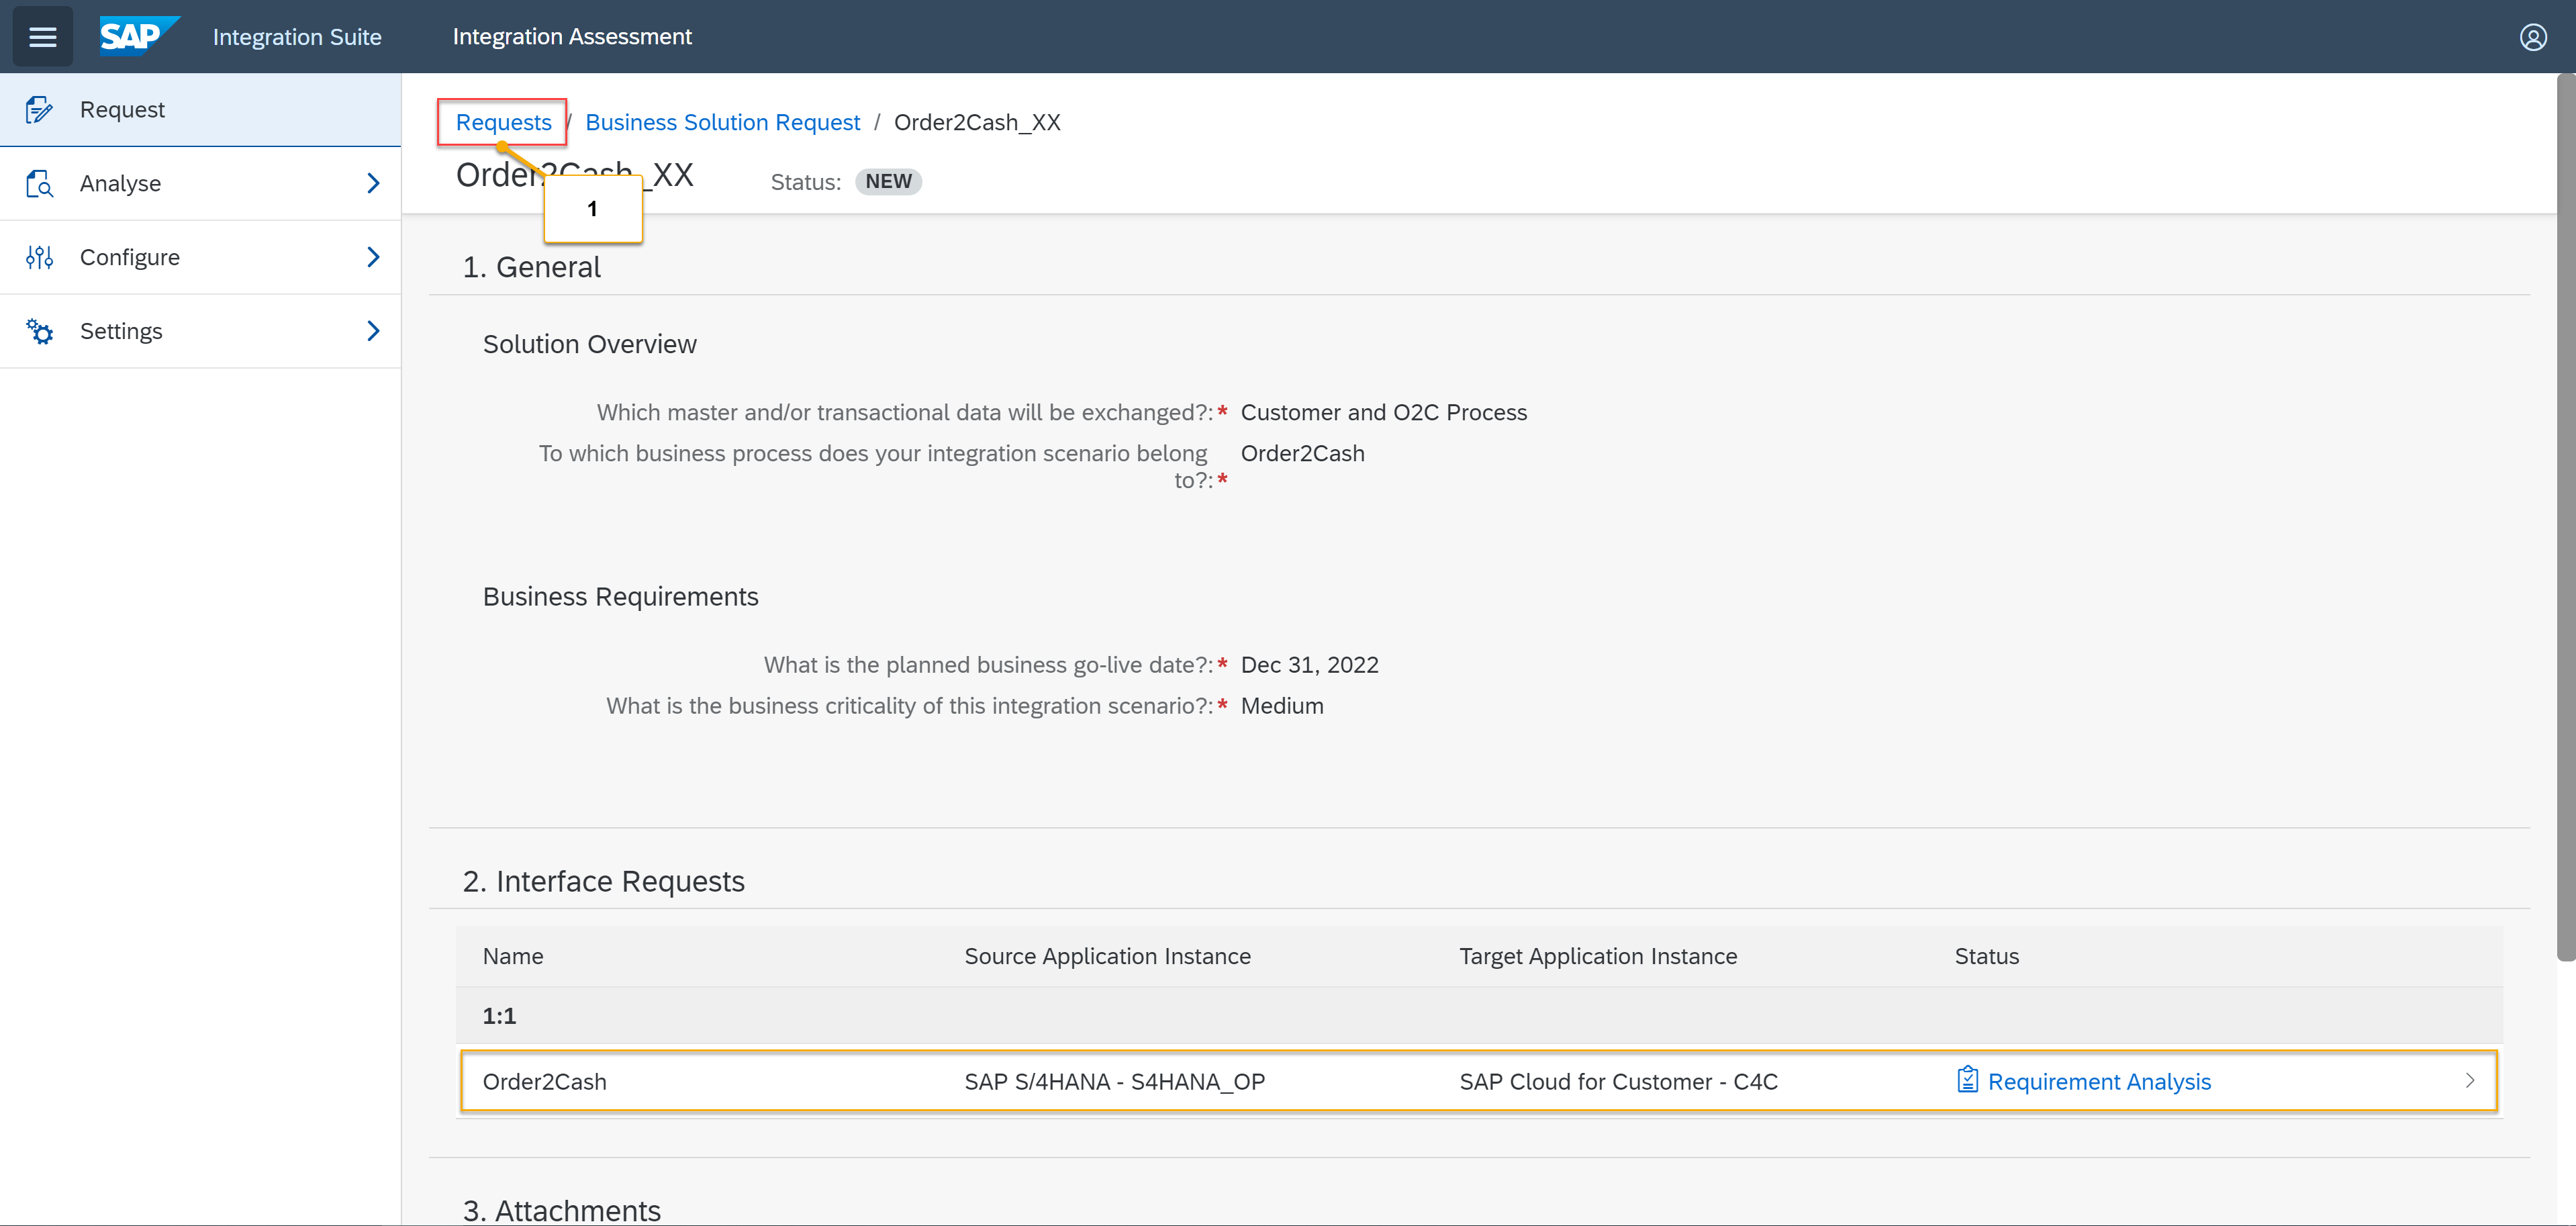 SAP Integration Suite Integration Assessment
Request
Analyse
Configure
Settings
Requests / Business Solution Request / Order2Cash_XX
Order2Cash_XX Status: NEW
1
1. General
Solution Overview
Which master and/or transactional data will be exchanged?:* Customer and O2C Process
To which business process does your integration scenario belong Order2Cash
to?:*
Business Requirements
What is the planned business go-live date?:* Dec 31, 2022
What is the business criticality of this integration scenario?:* Medium
2. Interface Requests
Name Source Application Instance Target Application Instance Status
1:1
Order2Cash SAP S/4HANA - S4HANA_OP SAP Cloud for Customer - C4C Requirement Analysis
3. Attachments